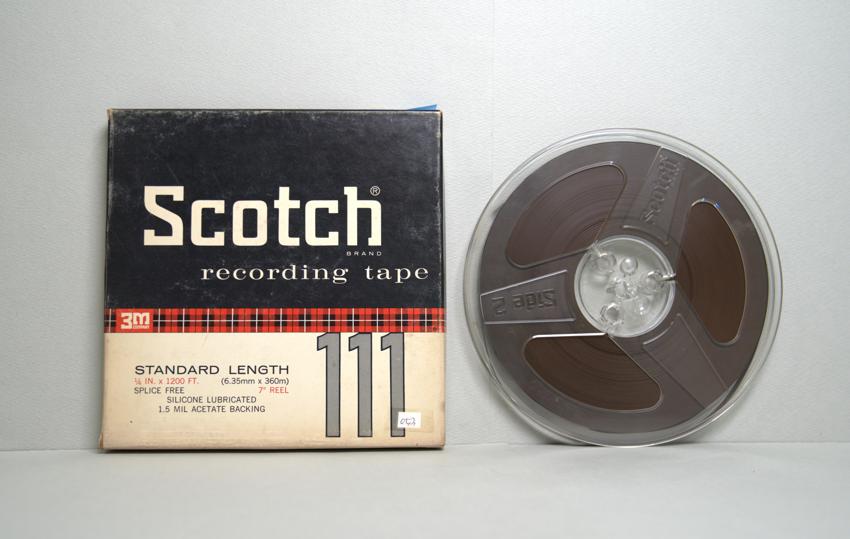 Scotch®
BRAND
recording tape
3M
COMPANY
111
STANDARD LENGTH
¼ IN. x 1200 FT. (6.35mm x 360m)
SPLICE FREE 7" REEL
SILICONE LUBRICATED
1.5 MIL ACETATE BACKING
Scotch
Side 2